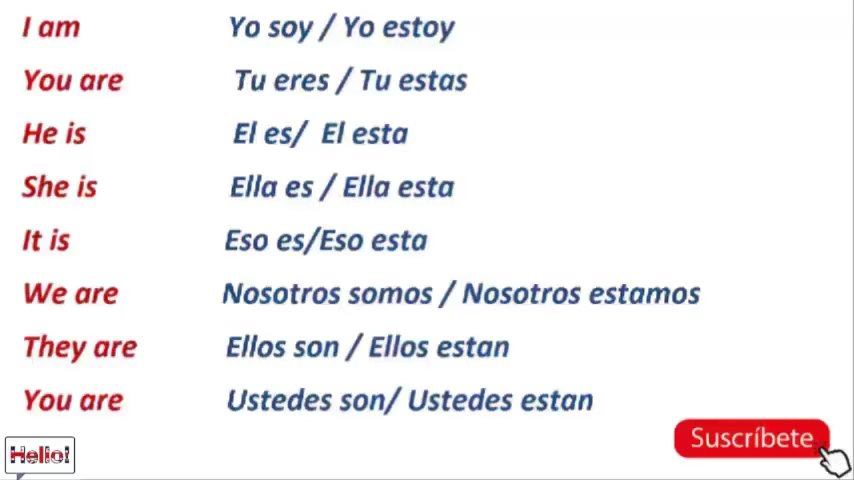 I am Yo soy / Yo estoy
You are Tu eres / Tu estas
He is El es/ El esta
She is Ella es / Ella esta
It is Eso es/Eso esta
We are Nosotros somos / Nosotros estamos
They are Ellos son / Ellos estan
You are Ustedes son/ Ustedes estan
Suscríbete
Hello!